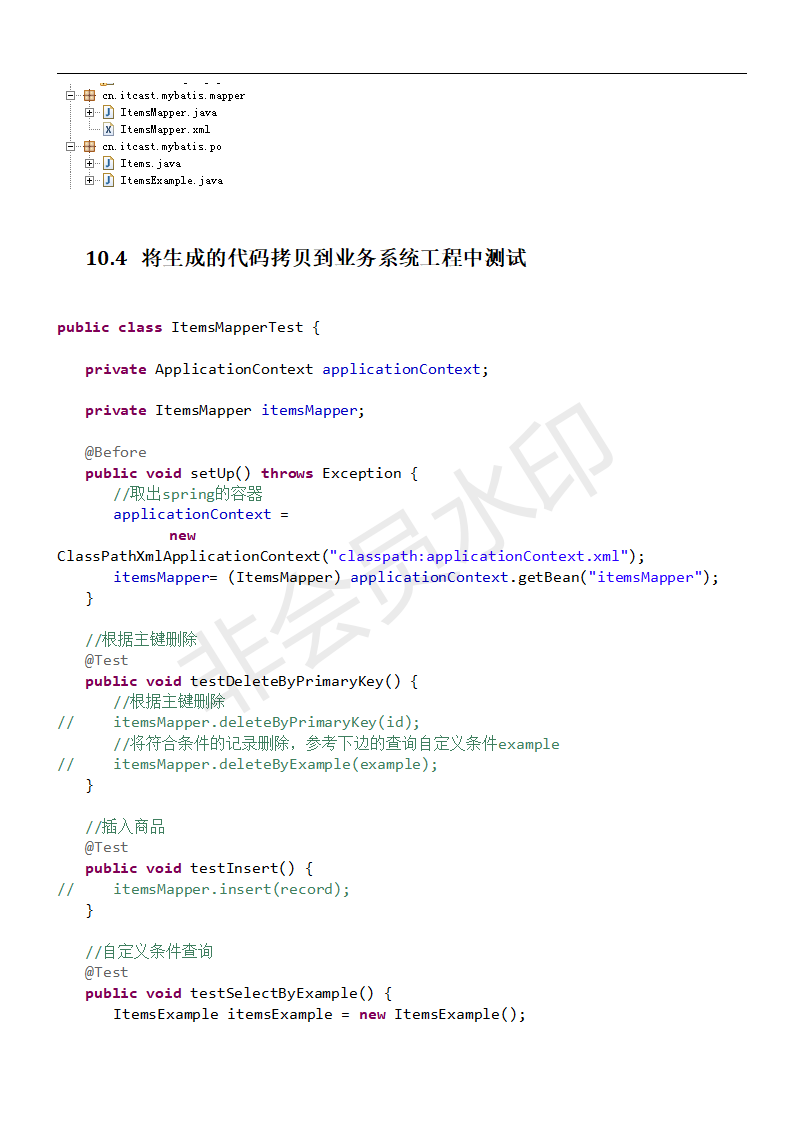 cn.itcast.mybatis.mapper
ItemsMapper.java
ItemsMapper.xml
cn.itcast.mybatis.po
Items.java
ItemsExample.java
10.4 将生成的代码拷贝到业务系统工程中测试
public class ItemsMapperTest {
private ApplicationContext applicationContext;
private ItemsMapper itemsMapper;
@Before
public void setUp() throws Exception {
//取出spring的容器
applicationContext =
new
ClassPathXmlApplicationContext("classpath:applicationContext.xml");
itemsMapper= (ItemsMapper) applicationContext.getBean("itemsMapper");
}
//根据主键删除
@Test
public void testDeleteByPrimaryKey() {
//根据主键删除
// itemsMapper.deleteByPrimaryKey(id);
//将符合条件的记录删除，参考下边的查询自定义条件example
// itemsMapper.deleteByExample(example);
}
//插入商品
@Test
public void testInsert() {
// itemsMapper.insert(record);
}
//自定义条件查询
@Test
public void testSelectByExample() {
ItemsExample itemsExample = new ItemsExample();
非会员水印